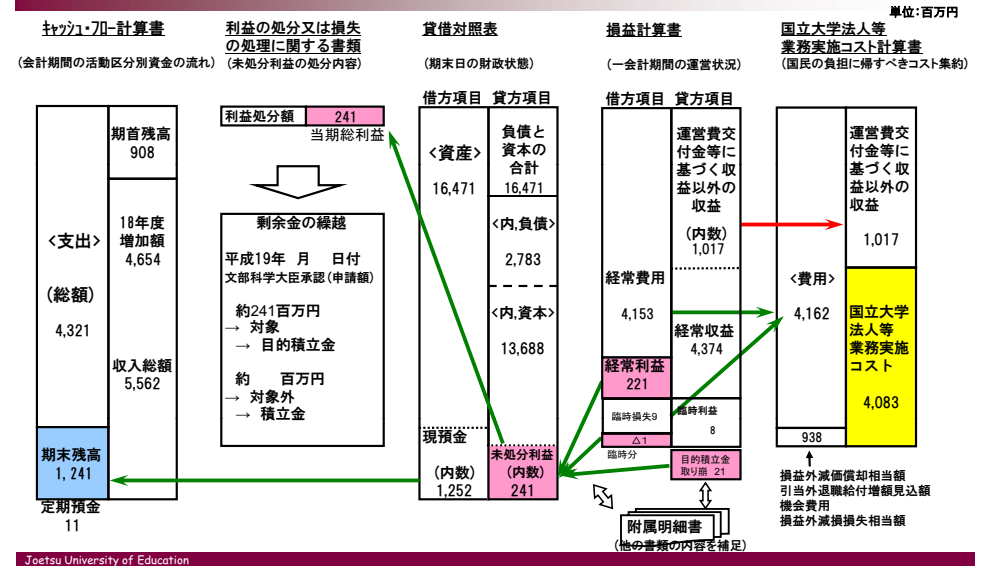 単位：百万円
ｷｬｯｼｭ・ﾌﾛｰ計算書
(会計期間の活動区分別資金の流れ)
期首残高
908
<支出>
(総額)
4,321
18年度
増加額
4,654
収入総額
5,562
期末残高
1,241
定期預金
11
利益の処分又は損失
の処理に関する書類
(未処分利益の処分内容)
利益処分額 241
当期総利益
剰余金の繰越
平成19年 月 日付
文部科学大臣承認(申請額)
約241百万円
→ 対象
→ 目的積立金
約 百万円
→ 対象外
→ 積立金
貸借対照表
(期末日の財政状態)
借方項目 貸方項目
<資産>
16,471
負債と
資本の
合計
16,471
<内,負債>
2,783
<内,資本>
13,688
現預金
(内数)
1,252
未処分利益
(内数)
241
損益計算書
(一会計期間の運営状況)
借方項目 貸方項目
運営費交
付金等に
基づく収
益以外の
収益
(内数)
1,017
経常費用
4,153
経常収益
4,374
経常利益
221
臨時損失9
臨時利益
8
△1
臨時分
目的積立金
取り崩 21
附属明細書
(他の書類の内容を補足)
国立大学法人等
業務実施コスト計算書
(国民の負担に帰すべきコスト集約)
運営費交
付金等に
基づく収
益以外の
収益
1,017
<費用>
4,162
国立大学
法人等
業務実施
コスト
4,083
938
損益外減価償却相当額
引当外退職給付増額見込額
機会費用
損益外減損損失相当額
Joetsu University of Education